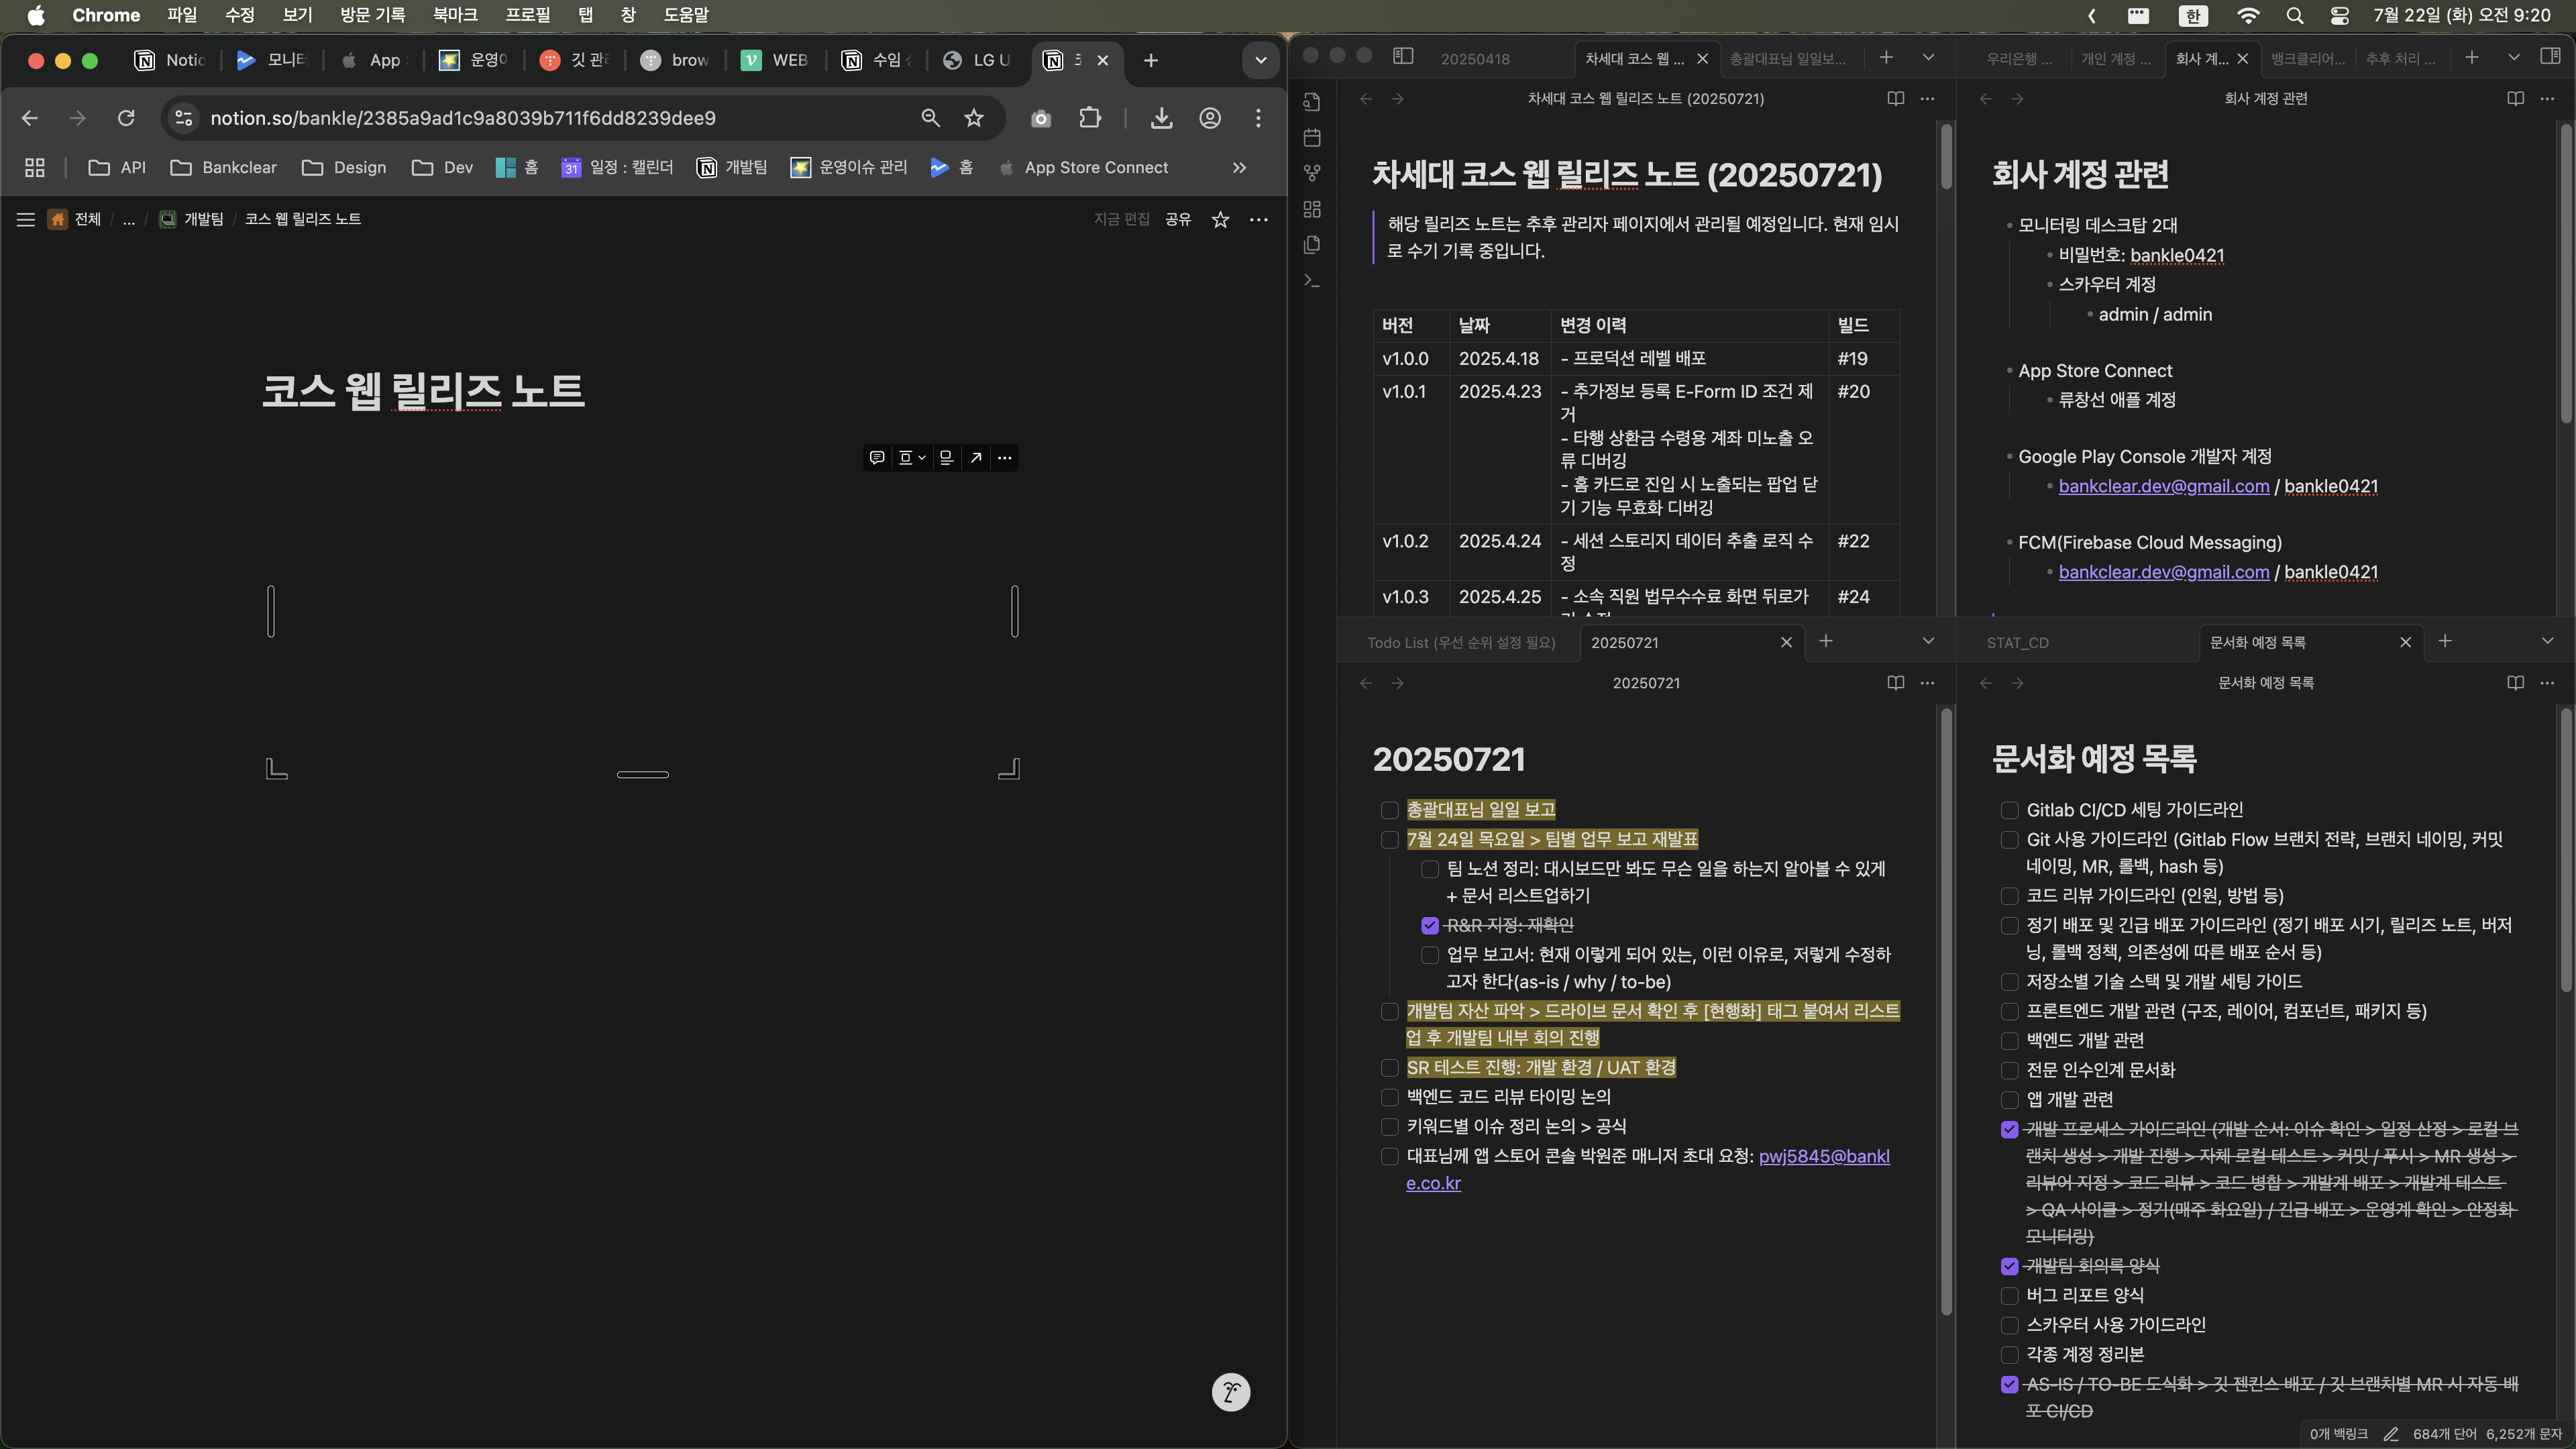 Chrome 파일 수정 보기 방문 기록 북마크 프로필 탭 창 도움말
한 7월 22일 (화) 오전 9:20
Notic 모니터 App 운영이 깃 관 brow WEB 수임 LG U
notion.so/bankle/2385a9ad1c9a8039b711f6dd8239dee9
API Bankclear Design Dev 홈 31 일정 : 캘린더 개발팀 운영이슈 관리 홈 App Store Connect
전체 / ... / 개발팀 / 코스 웹 릴리즈 노트
지금 편집 공유
코스 웹 릴리즈 노트
20250418 차세대 코스 웹 ... 총괄대표님 일일보...
차세대 코스 웹 릴리즈 노트 (20250721)
차세대 코스 웹 릴리즈 노트 (20250721)
해당 릴리즈 노트는 추후 관리자 페이지에서 관리될 예정입니다. 현재 임시
로 수기 기록 중입니다.
버전 날짜 변경 이력 빌드
v1.0.0 2025.4.18 - 프로덕션 레벨 배포 #19
v1.0.1 2025.4.23 - 추가정보 등록 E-Form ID 조건 제 #20
거
- 타행 상환금 수령용 계좌 미노출 오
류 디버깅
- 홈 카드로 진입 시 노출되는 팝업 닫
기 기능 무효화 디버깅
v1.0.2 2025.4.24 - 세션 스토리지 데이터 추출 로직 수 #22
정
v1.0.3 2025.4.25 - 소속 직원 법무수수료 화면 뒤로가 #24
우리은행 ... 개인 계정 ... 회사 계... 뱅크클리어... 추후 처리 ...
회사 계정 관련
회사 계정 관련
모니터링 데스크탑 2대
비밀번호: bankle0421
스카우터 계정
admin / admin
App Store Connect
류창선 애플 계정
Google Play Console 개발자 계정
bankclear.dev@gmail.com / bankle0421
FCM(Firebase Cloud Messaging)
bankclear.dev@gmail.com / bankle0421
Todo List (우선 순위 설정 필요) 20250721
20250721
20250721
총괄대표님 일일 보고
7월 24일 목요일 > 팀별 업무 보고 재발표
팀 노션 정리: 대시보드만 봐도 무슨 일을 하는지 알아볼 수 있게
+ 문서 리스트업하기
R&R 지정: 재확인
업무 보고서: 현재 이렇게 되어 있는, 이런 이유로, 저렇게 수정하
고자 한다(as-is / why / to-be)
개발팀 자산 파악 > 드라이브 문서 확인 후 [현행화] 태그 붙여서 리스트
업 후 개발팀 내부 회의 진행
SR 테스트 진행: 개발 환경 / UAT 환경
백엔드 코드 리뷰 타이밍 논의
키워드별 이슈 정리 논의 > 공식
대표님께 앱 스토어 콘솔 박원준 매니저 초대 요청: pwj5845@bankl
e.co.kr
STAT_CD 문서화 예정 목록
문서화 예정 목록
문서화 예정 목록
Gitlab CI/CD 세팅 가이드라인
Git 사용 가이드라인 (Gitlab Flow 브랜치 전략, 브랜치 네이밍, 커밋
네이밍, MR, 롤백, hash 등)
코드 리뷰 가이드라인 (인원, 방법 등)
정기 배포 및 긴급 배포 가이드라인 (정기 배포 시기, 릴리즈 노트, 버저
닝, 롤백 정책, 의존성에 따른 배포 순서 등)
저장소별 기술 스택 및 개발 세팅 가이드
프론트엔드 개발 관련 (구조, 레이어, 컴포넌트, 패키지 등)
백엔드 개발 관련
전문 인수인계 문서화
앱 개발 관련
개발 프로세스 가이드라인 (개발 순서: 이슈 확인 > 일정 산정 > 로컬 브
랜치 생성 > 개발 진행 > 자체 로컬 테스트 > 커밋 / 푸시 > MR 생성 >
리뷰어 지정 > 코드 리뷰 > 코드 병합 > 개발계 배포 > 개발계 테스트
> QA 사이클 > 정기(매주 화요일) / 긴급 배포 > 운영계 확인 > 안정화
모니터링)
개발팀 회의록 양식
버그 리포트 양식
스카우터 사용 가이드라인
각종 계정 정리본
AS-IS / TO-BE 도식화 > 깃 젠킨스 배포 / 깃 브랜치별 MR 시 자동 배
포 CI/CD
0개 백링크 684개 단어 6,252개 문자